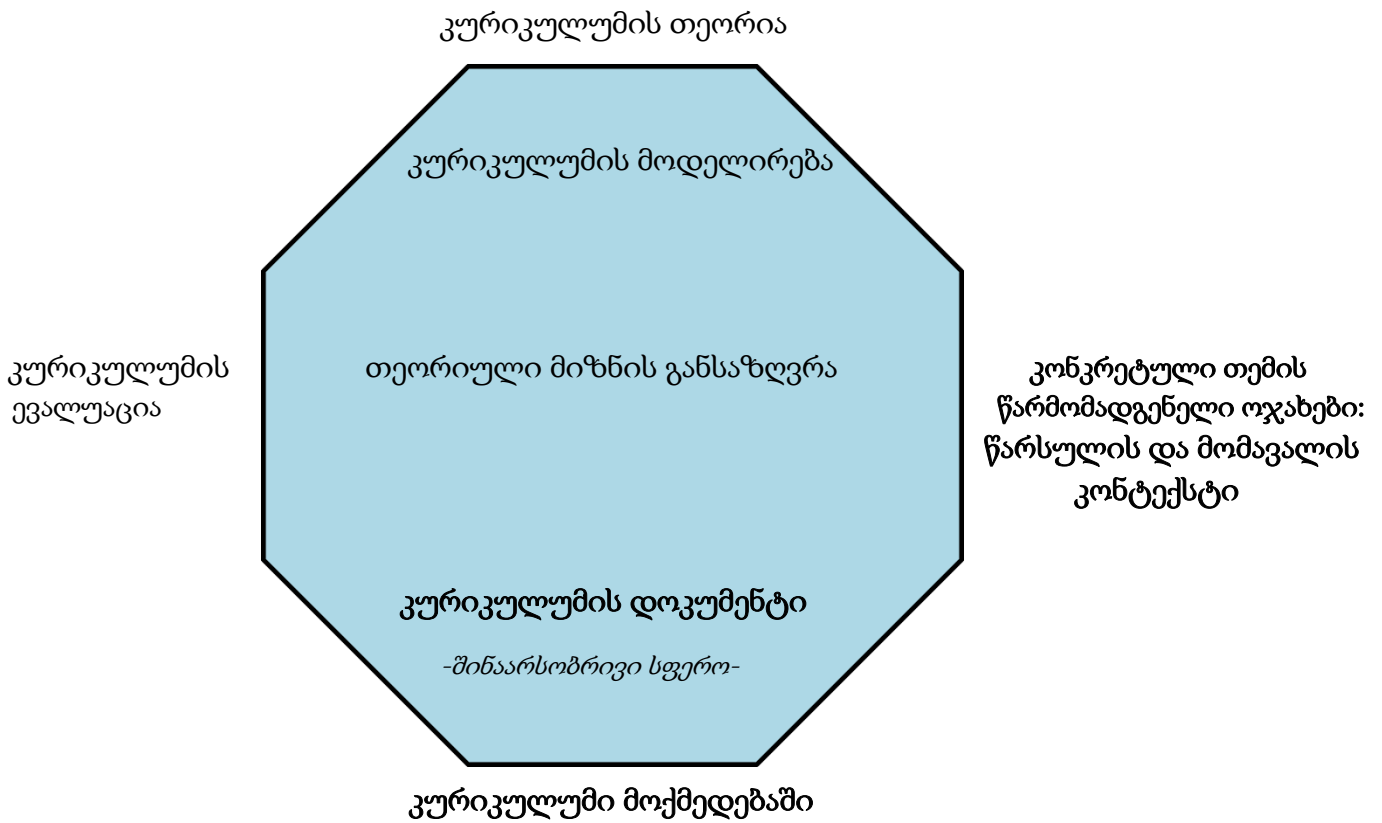 კურიკულუმის თეორია
კურიკულუმის მოდელირება
კურიკულუმის
ევალუაცია
თეორიული მიზნის განსაზღვრა
კონკრეტული თემის
წარმომადგენელი ოჯახები:
წარსულის და მომავალის
კონტექსტი
კურიკულუმის დოკუმენტი
-შინაარსობრივი სფერო-
კურიკულუმი მოქმედებაში